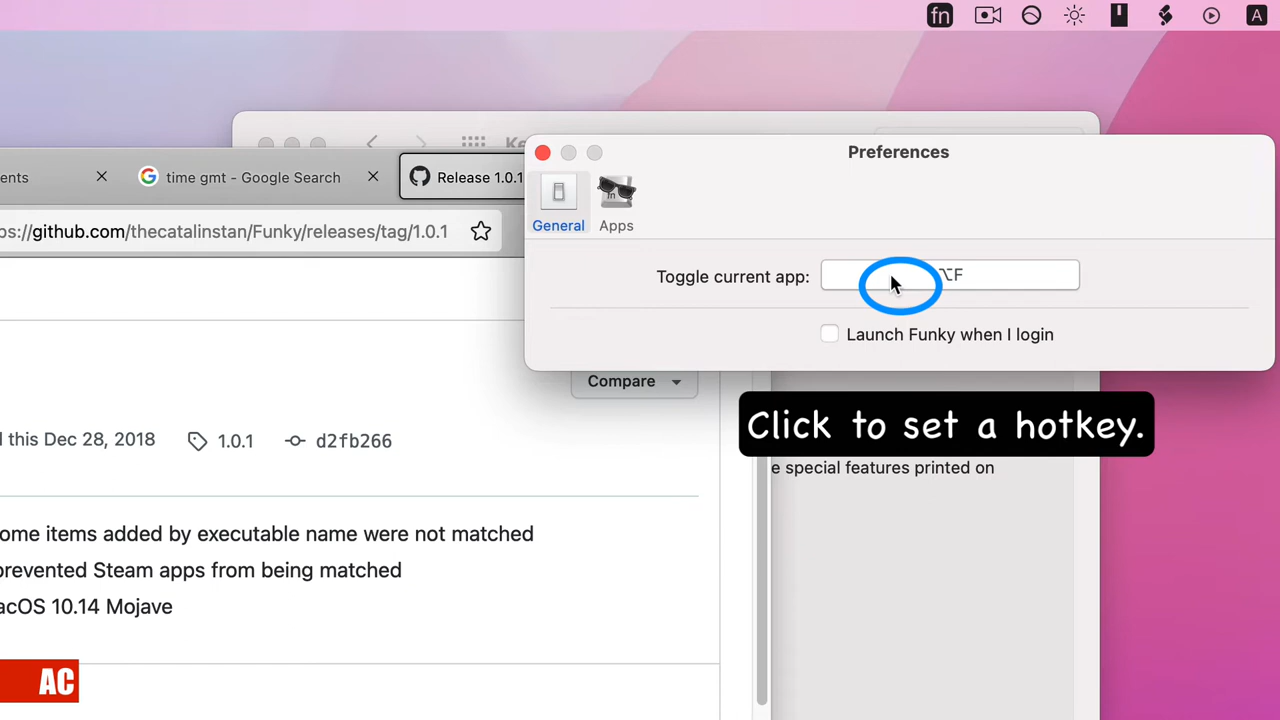 fn
A
Preferences
ents
time gmt - Google Search
Release 1.0.1
General
Apps
ps://github.com/thecatalinstan/Funky/releases/tag/1.0.1
Toggle current app:
⌥F
Launch Funky when I login
Compare
Click to set a hotkey.
d this Dec 28, 2018
1.0.1
d2fb266
e special features printed on
ome items added by executable name were not matched
prevented Steam apps from being matched
acOS 10.14 Mojave
AC